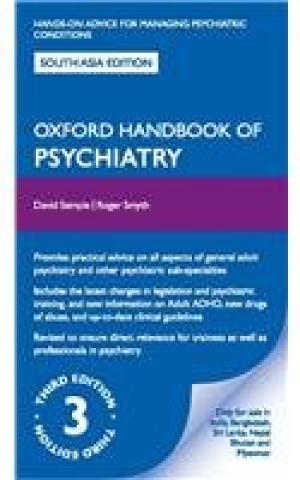 HANDS-ON ADVICE FOR MANAGING PSYCHIATRIC
CONDITIONS
SOUTH ASIA EDITION
OXFORD HANDBOOK OF
PSYCHIATRY
David Semple | Roger Smyth
Provides practical advice on all aspects of general adult
psychiatry and other psychiatric sub-specialities
Includes the latest changes in legislation and psychiatric
training, and new information on Adult ADHD, new drugs
of abuse, and up-to-date clinical guidelines
Revised to ensure direct relevance for trainees as well as
professionals in psychiatry
THIRD EDITION
3
THIRD EDITION
Only for sale in
India, Bangladesh,
Sri Lanka, Nepal
Bhutan and
Myanmar